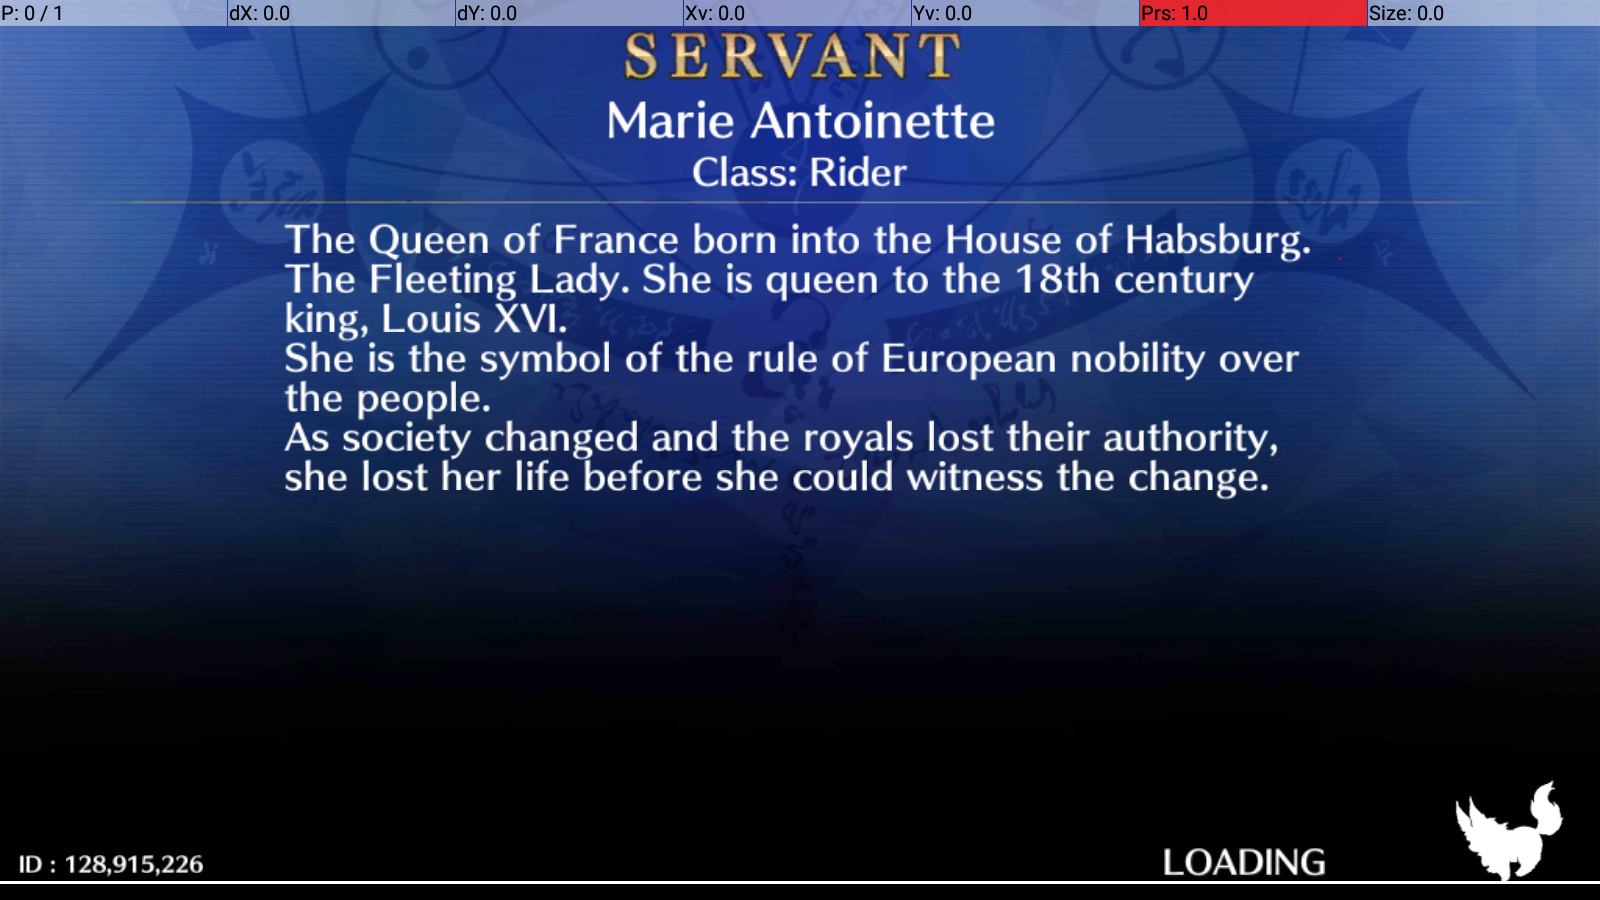 P: 0 / 1 dX: 0.0 dY: 0.0 Xv: 0.0 Yv: 0.0 Prs: 1.0 Size: 0.0
SERVANT
Marie Antoinette
Class: Rider
The Queen of France born into the House of Habsburg.
The Fleeting Lady. She is queen to the 18th century
king, Louis XVI.
She is the symbol of the rule of European nobility over
the people.
As society changed and the royals lost their authority,
she lost her life before she could witness the change.
ID : 128,915,226
LOADING